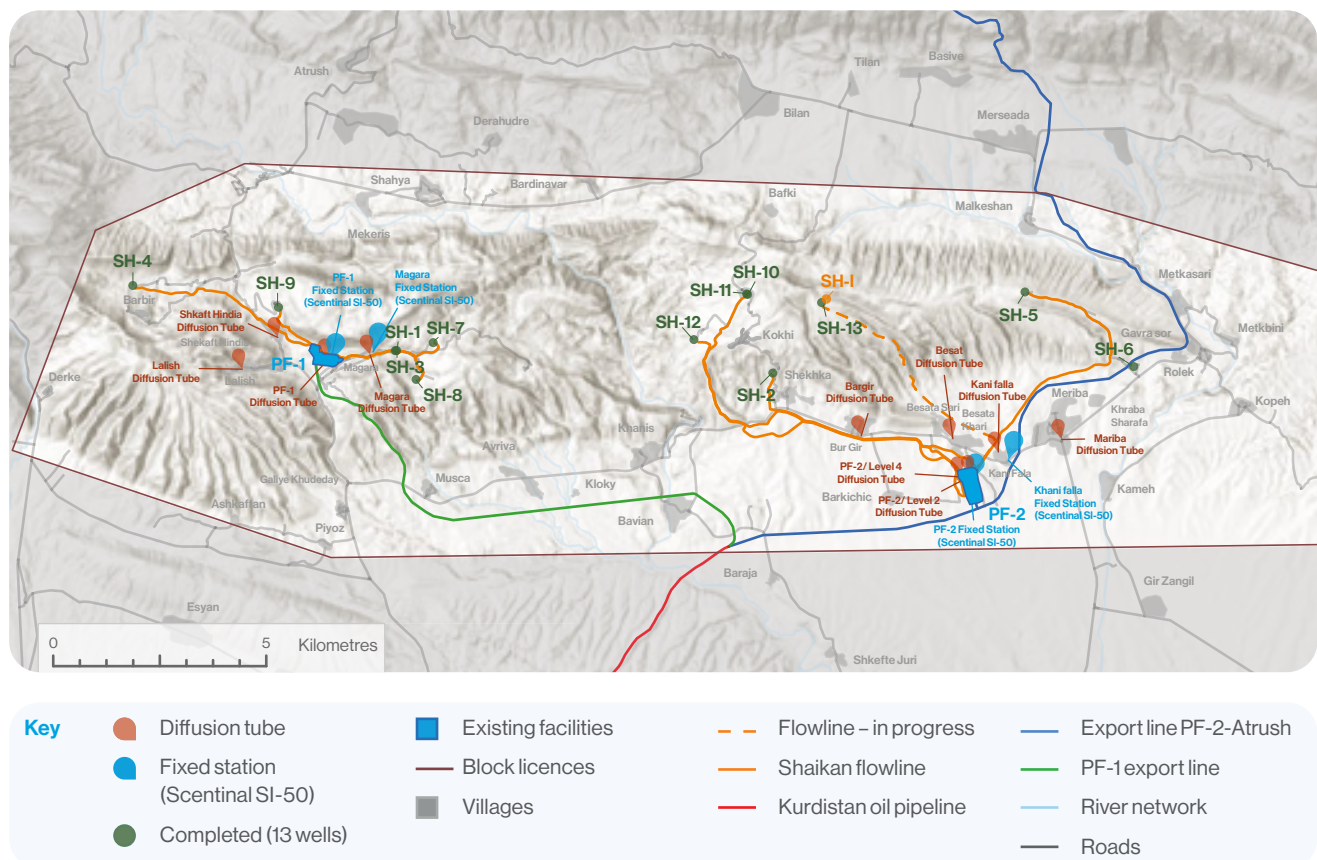 Atrush
Derahudre
Tilan
Basive
Bilan
Merseada
Shahya
Bardinavar
Bafki
Malkeshan
Mekeris
SH-4
Barbir
SH-9
PF-1
Fixed Station
(Scentinal SI-50)
Magara
Fixed Station
(Scentinal SI-50)
SH-10
SH-11
SH-I
SH-13
SH-5
Metkasari
Shkaft Hindia
Diffusion Tube
Shekaft Hindia
SH-1
SH-7
SH-12
Kokhi
Gavra sor
Metkbini
SH-6
Rolek
PF-1
Magara
SH-3
SH-8
Lalish
Diffusion Tube
Lalish
Derke
PF-1
Diffusion Tube
Magara
Diffusion Tube
SH-2
Shekhka
Besat
Diffusion Tube
Bargir
Diffusion Tube
Kani falla
Diffusion Tube
Besata Sari
Besata
Khari
Meriba
Khraba
Sharafa
Kopeh
Khanis
Avriva
Bur Gir
Mariba
Diffusion Tube
Galiye Khudeday
Musca
Kloky
PF-2/ Level 4
Diffusion Tube
Kani Fala
Kameh
Ashkaftan
Piyoz
Bavian
Barkichic
PF-2/ Level 2
Diffusion Tube
PF-2
Khani falla
Fixed Station
(Scentinal SI-50)
PF-2 Fixed Station
(Scentinal SI-50)
Baraja
Gir Zangil
Esyan
Shkefte Juri
0 5 Kilometres
Key
Diffusion tube
Fixed station
(Scentinal SI-50)
Completed (13 wells)
Existing facilities
Block licences
Villages
Flowline – in progress
Shaikan flowline
Kurdistan oil pipeline
Export line PF-2-Atrush
PF-1 export line
River network
Roads